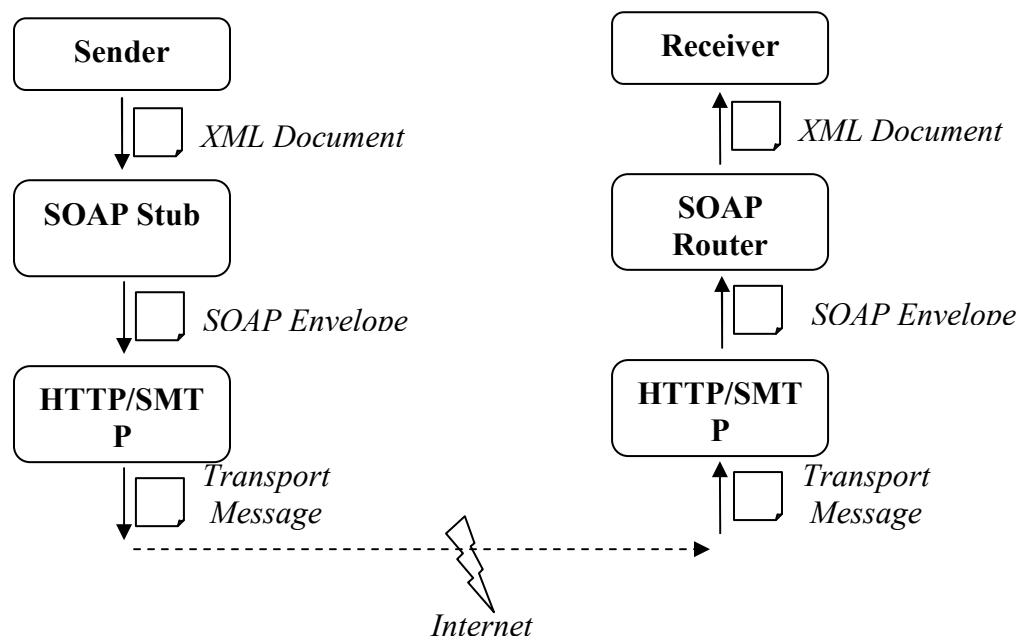 Sender
XML Document
SOAP Stub
SOAP Envelope
HTTP/SMT
P
Transport
Message
Internet
Receiver
XML Document
SOAP
Router
SOAP Envelope
HTTP/SMT
P
Transport
Message